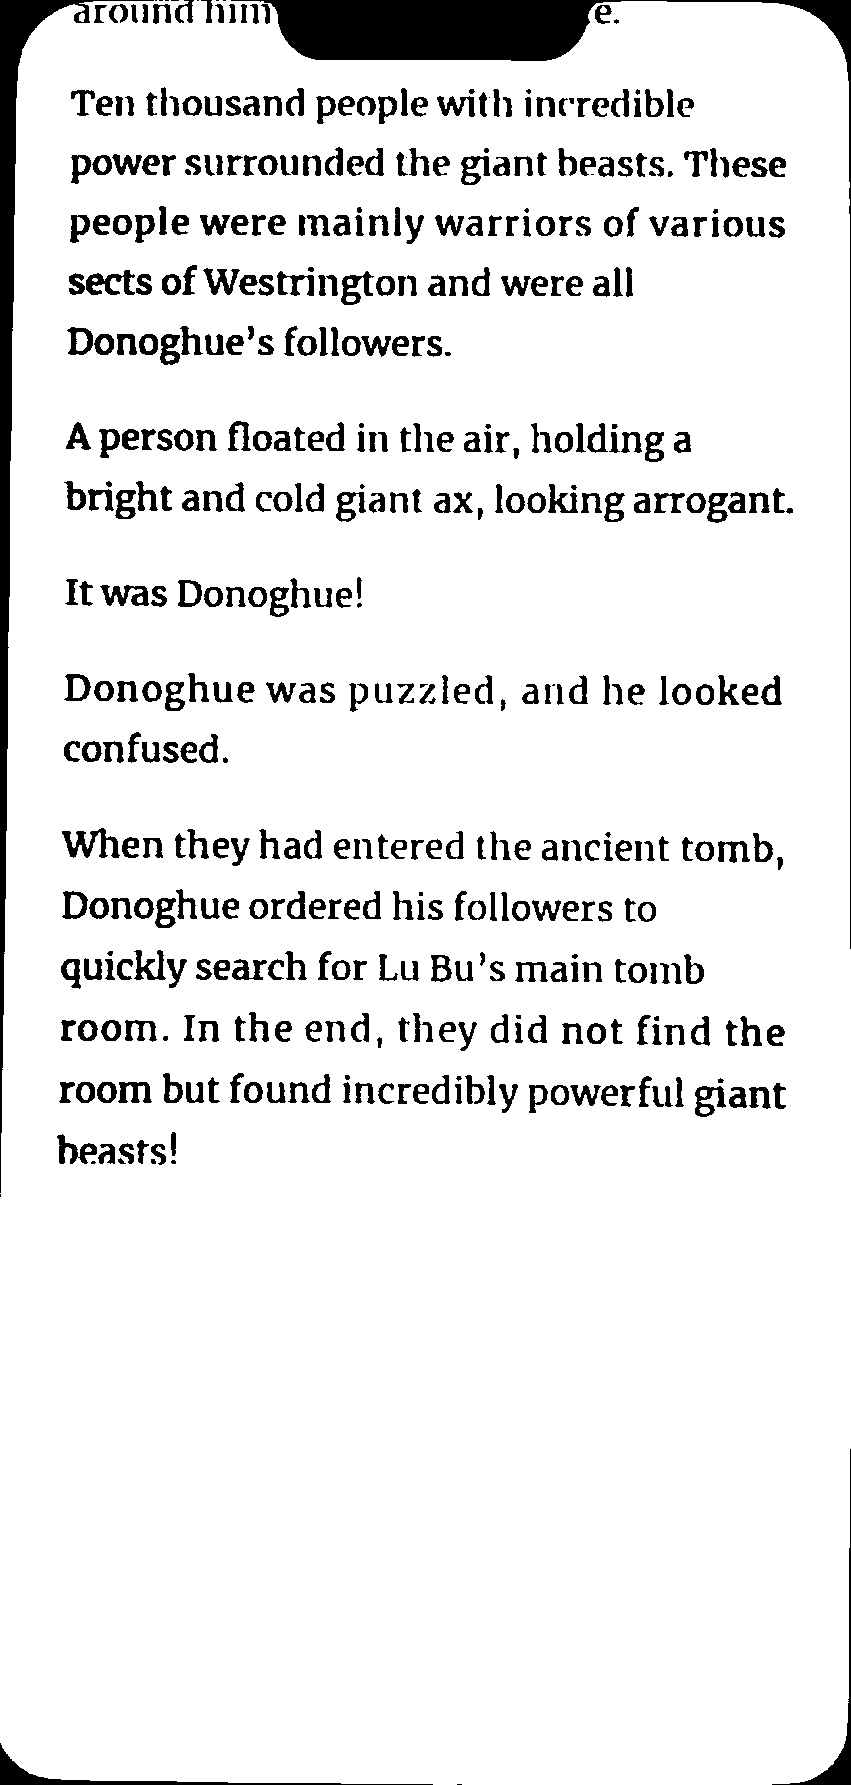 around him
Ten thousand people with incredible
power surrounded the giant beasts. These
people were mainly warriors of various
sects of Westrington and were all
Donoghue's followers.
A person floated in the air, holding a
bright and cold giant ax, looking arrogant.
It was Donoghue!
Donoghue was puzzled, and he looked
confused.
When they had entered the ancient tomb,
Donoghue ordered his followers to
quickly search for Lu Bu's main tomb
room. In the end, they did not find the
room but found incredibly powerful giant
beasts!